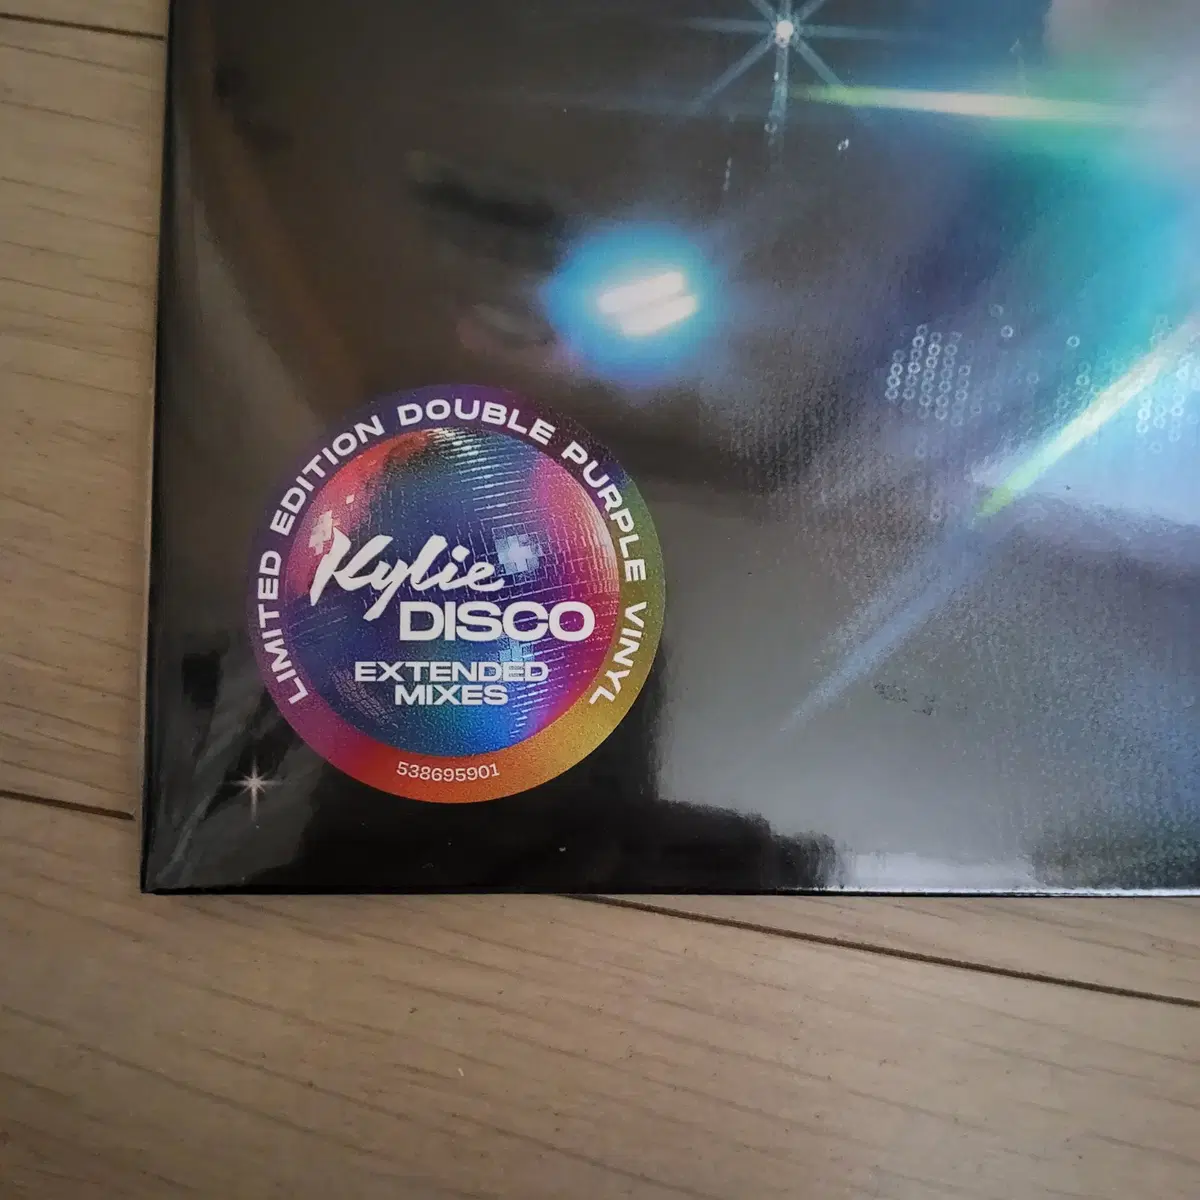 LIMITED EDITION DOUBLE PURPLE VINYL
Kylie
DISCO
EXTENDED
MIXES
538695901